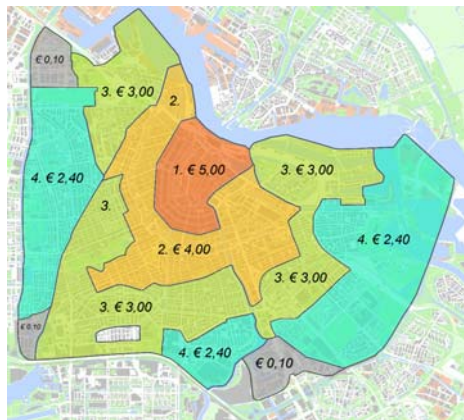 € 0,10
3. € 3,00
2.
1. € 5,00
3. € 3,00
4. € 2,40
3.
4. € 2,40
2. € 4,00
3. € 3,00
3. € 3,00
€ 0,10
4. € 2,40
€ 0,10